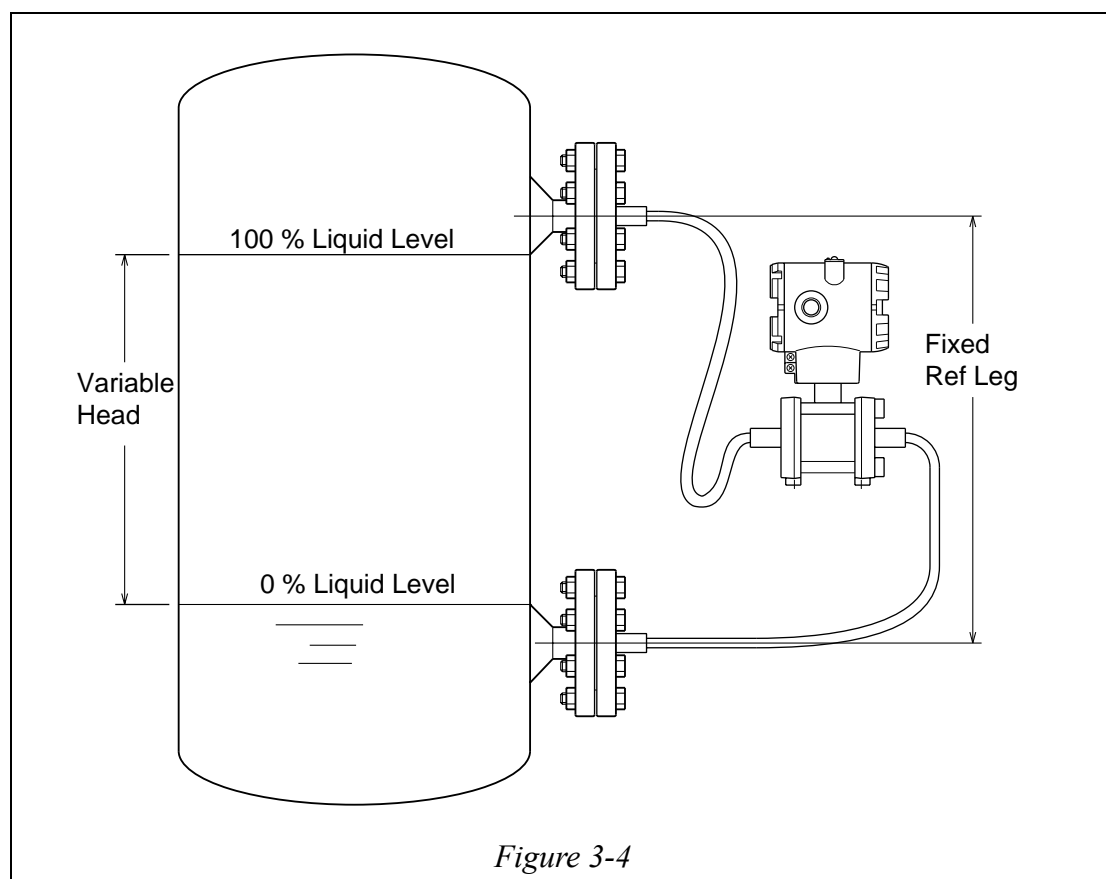 100 % Liquid Level
Variable
Head
Fixed
Ref Leg
0 % Liquid Level
Figure 3-4